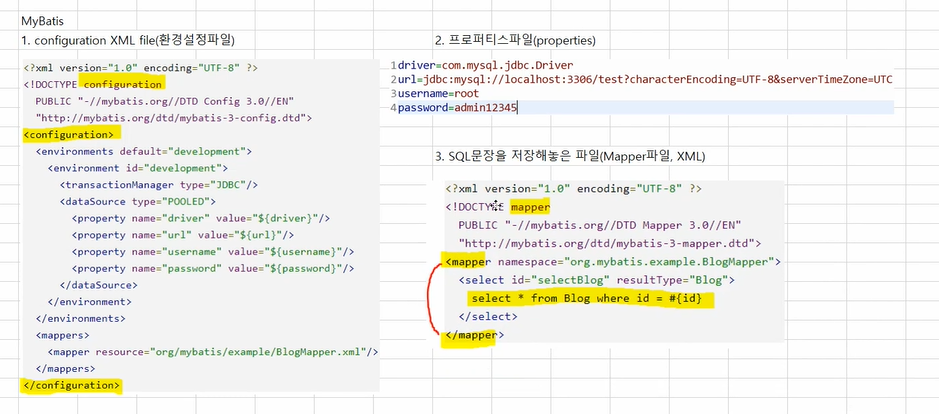 MyBatis
1. configuration XML file(환경설정파일)
<?xml version="1.0" encoding="UTF-8" ?>
<!DOCTYPE configuration
PUBLIC "-//mybatis.org//DTD Config 3.0//EN"
"http://mybatis.org/dtd/mybatis-3-config.dtd">
<configuration>
<environments default="development">
<environment id="development">
<transactionManager type="JDBC"/>
<dataSource type="POOLED">
<property name="driver" value="${driver}"/>
<property name="url" value="${url}"/>
<property name="username" value="${username}"/>
<property name="password" value="${password}"/>
</dataSource>
</environment>
</environments>
<mappers>
<mapper resource="org/mybatis/example/BlogMapper.xml"/>
</mappers>
</configuration>
2. 프로퍼티스파일(properties)
1 driver=com.mysql.jdbc.Driver
2 url=jdbc:mysql://localhost:3306/test?characterEncoding=UTF-8&serverTimeZone=UTC
3 username=root
4 password=admin12345
3. SQL문장을 저장해놓은 파일(Mapper파일, XML)
<?xml version="1.0" encoding="UTF-8" ?>
<!DOCTYPE mapper
PUBLIC "-//mybatis.org//DTD Mapper 3.0//EN"
"http://mybatis.org/dtd/mybatis-3-mapper.dtd">
<mapper namespace="org.mybatis.example.BlogMapper">
<select id="selectBlog" resultType="Blog">
select * from Blog where id = #{id}
</select>
</mapper>